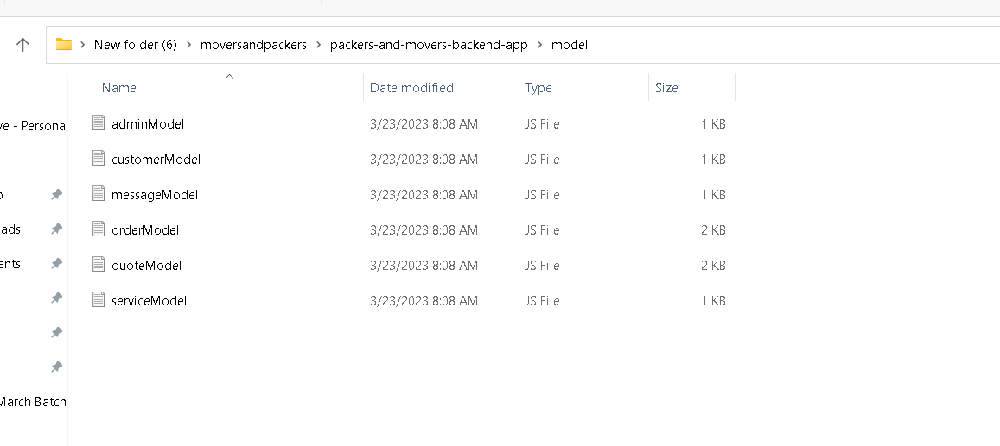 New folder (6) > moversandpackers > packers-and-movers-backend-app > model
Name Date modified Type Size
ve - Persona
adminModel 3/23/2023 8:08 AM JS File 1 KB
customerModel 3/23/2023 8:08 AM JS File 1 KB
messageModel 3/23/2023 8:08 AM JS File 1 KB
ads
orderModel 3/23/2023 8:08 AM JS File 2 KB
ents
quoteModel 3/23/2023 8:08 AM JS File 2 KB
serviceModel 3/23/2023 8:08 AM JS File 1 KB
March Batch